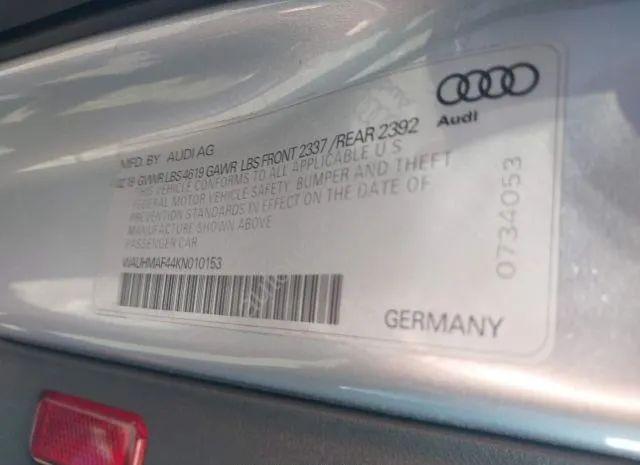 Audi
MFD. BY AUDI AG
GVWR LBS 4619 GAWR LBS FRONT 2337 /REAR 2392
THIS VEHICLE CONFORMS TO ALL APPLICABLE U S
FEDERAL MOTOR VEHICLE SAFETY, BUMPER AND THEFT
PREVENTION STANDARDS IN EFFECT ON THE DATE OF
MANUFACTURE SHOWN ABOVE
PASSENGER CAR
WAUHMAF44KN010153
GERMANY
0734053